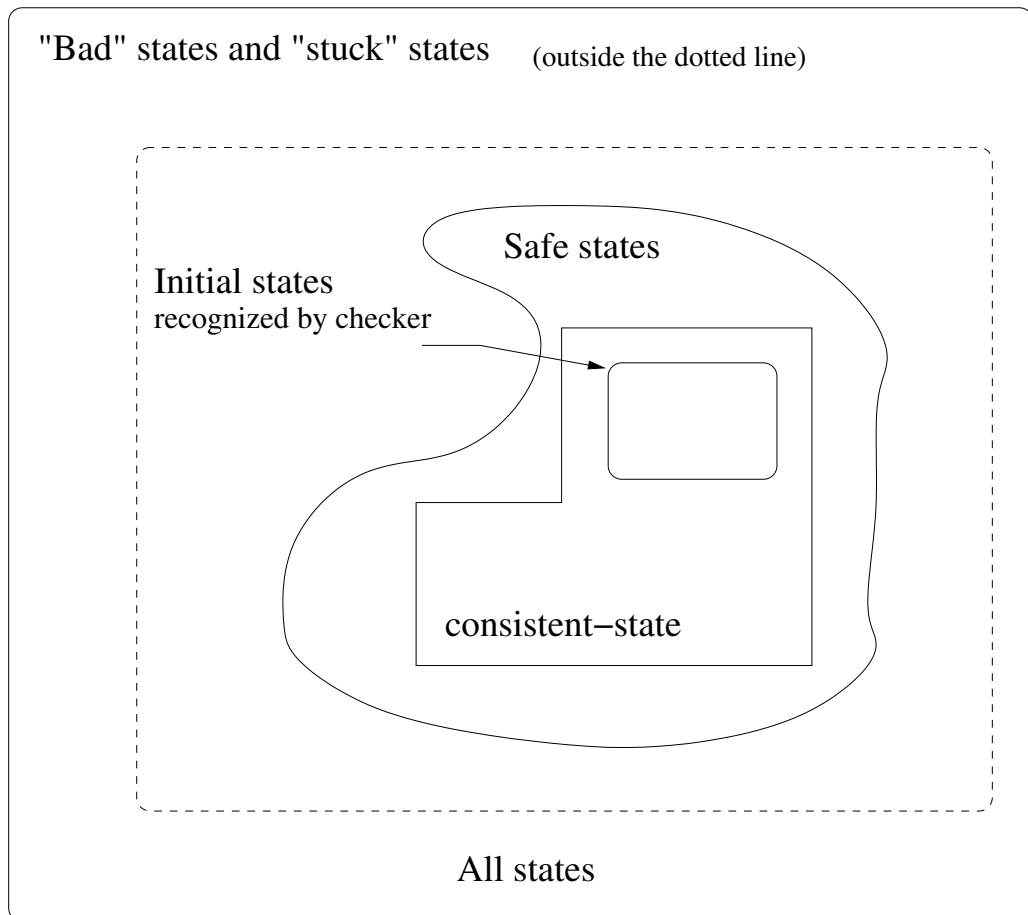 "Bad" states and "stuck" states (outside the dotted line)
Safe states
Initial states
recognized by checker
consistent−state
All states